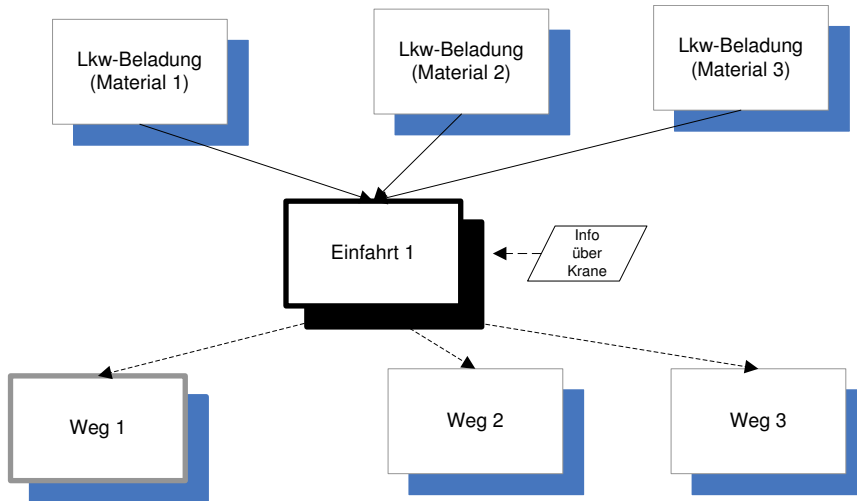 Lkw-Beladung
(Material 1)
Lkw-Beladung
(Material 2)
Lkw-Beladung
(Material 3)
Einfahrt 1
Info
über
Krane
Weg 1
Weg 2
Weg 3